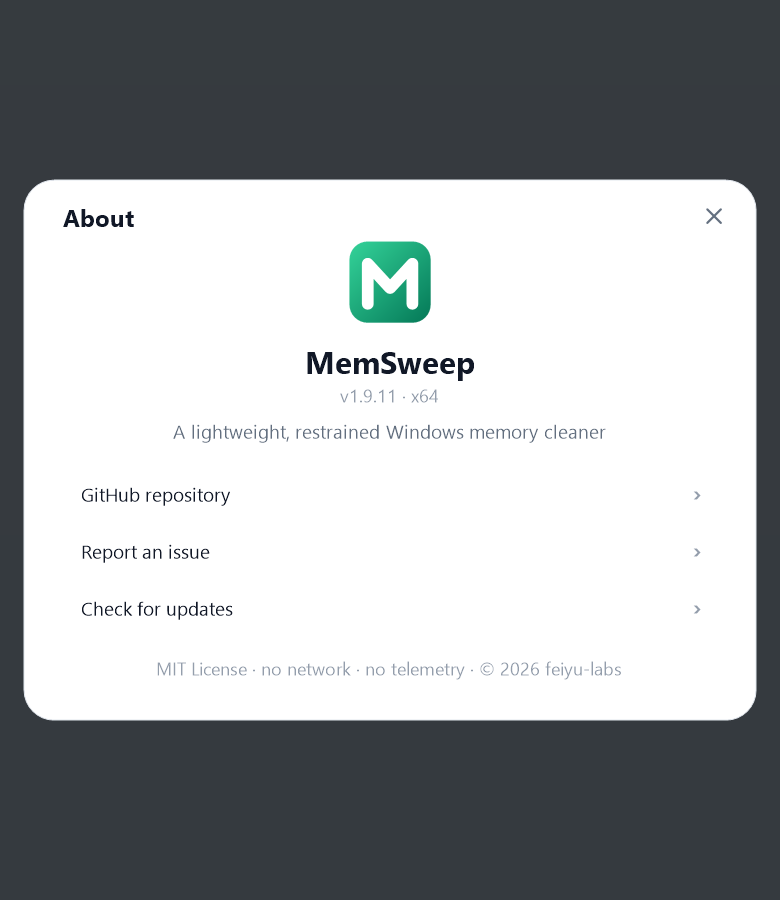 About
M
MemSweep
v1.9.11 · x64
A lightweight, restrained Windows memory cleaner
GitHub repository
Report an issue
Check for updates
MIT License · no network · no telemetry · © 2026 feiyu-labs